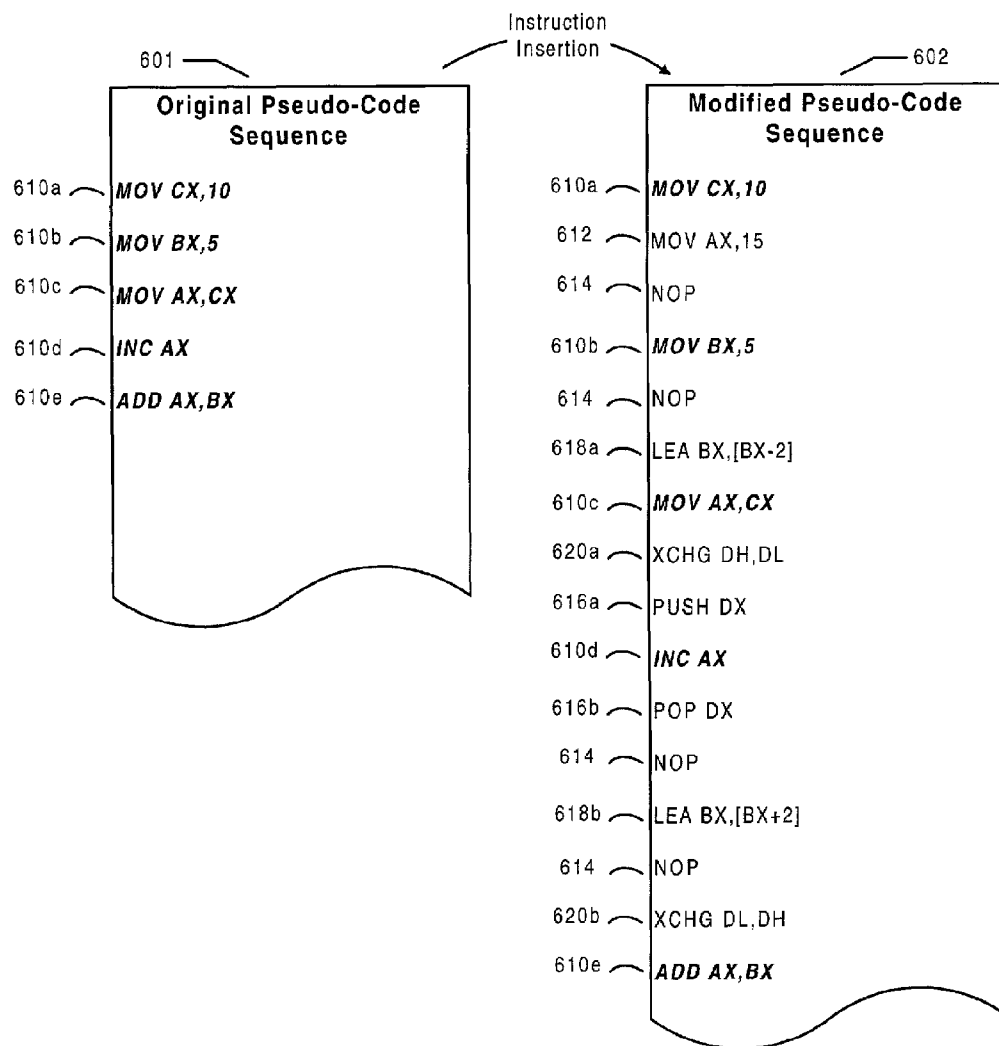 Instruction
Insertion
601
Original Pseudo-Code
Sequence
610a MOV CX,10
610b MOV BX,5
610c MOV AX,CX
610d INC AX
610e ADD AX,BX
602
Modified Pseudo-Code
Sequence
610a MOV CX,10
612 MOV AX,15
614 NOP
610b MOV BX,5
614 NOP
618a LEA BX,[BX-2]
610c MOV AX,CX
620a XCHG DH,DL
616a PUSH DX
610d INC AX
616b POP DX
614 NOP
618b LEA BX,[BX+2]
614 NOP
620b XCHG DL,DH
610e ADD AX,BX